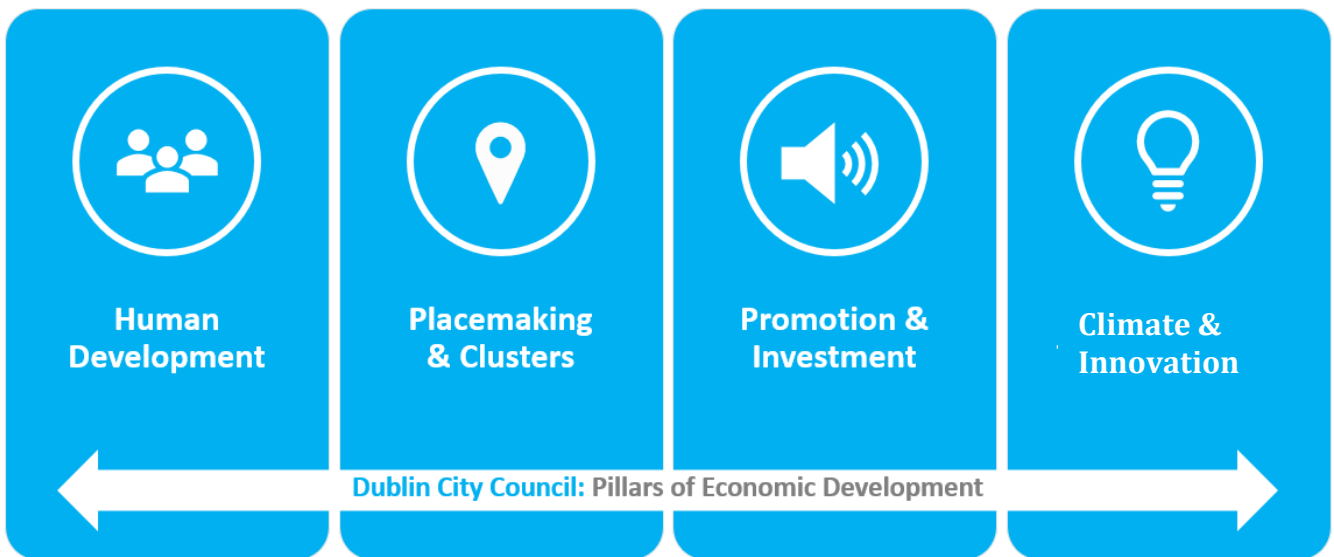 Human
Development
Placemaking
& Clusters
Promotion &
Investment
Climate &
Innovation
Dublin City Council: Pillars of Economic Development